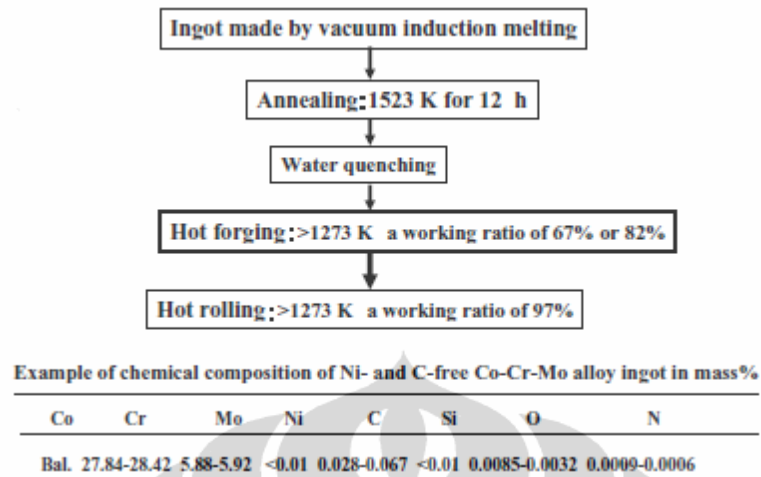 Ingot made by vacuum induction melting
Annealing:1523 K for 12 h
Water quenching
Hot forging:>1273 K a working ratio of 67% or 82%
Hot rolling:>1273 K a working ratio of 97%
Example of chemical composition of Ni- and C-free Co-Cr-Mo alloy ingot in mass%
Co Cr Mo Ni C Si O N
Bal. 27.84-28.42 5.88-5.92 <0.01 0.028-0.067 <0.01 0.0085-0.0032 0.0009-0.0006